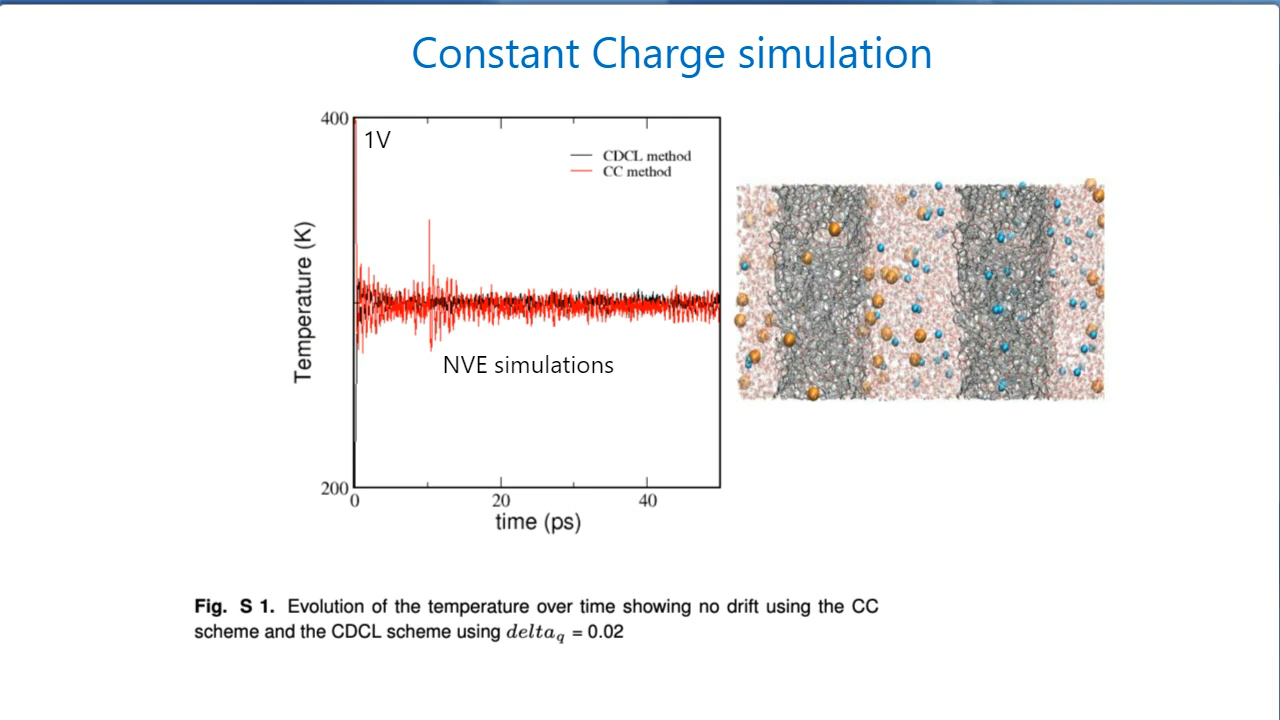 Constant Charge simulation
400
1V
CDCL method
CC method
Temperature (K)
NVE simulations
200
0
20
40
time (ps)
Fig. S 1. Evolution of the temperature over time showing no drift using the CC
scheme and the CDCL scheme using delta_q = 0.02